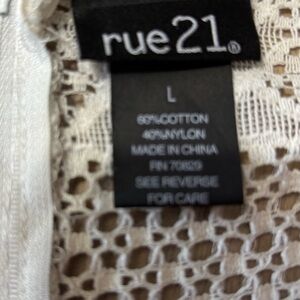 rue21®
L
60%COTTON
40%NYLON
MADE IN CHINA
RN 70829
SEE REVERSE
FOR CARE